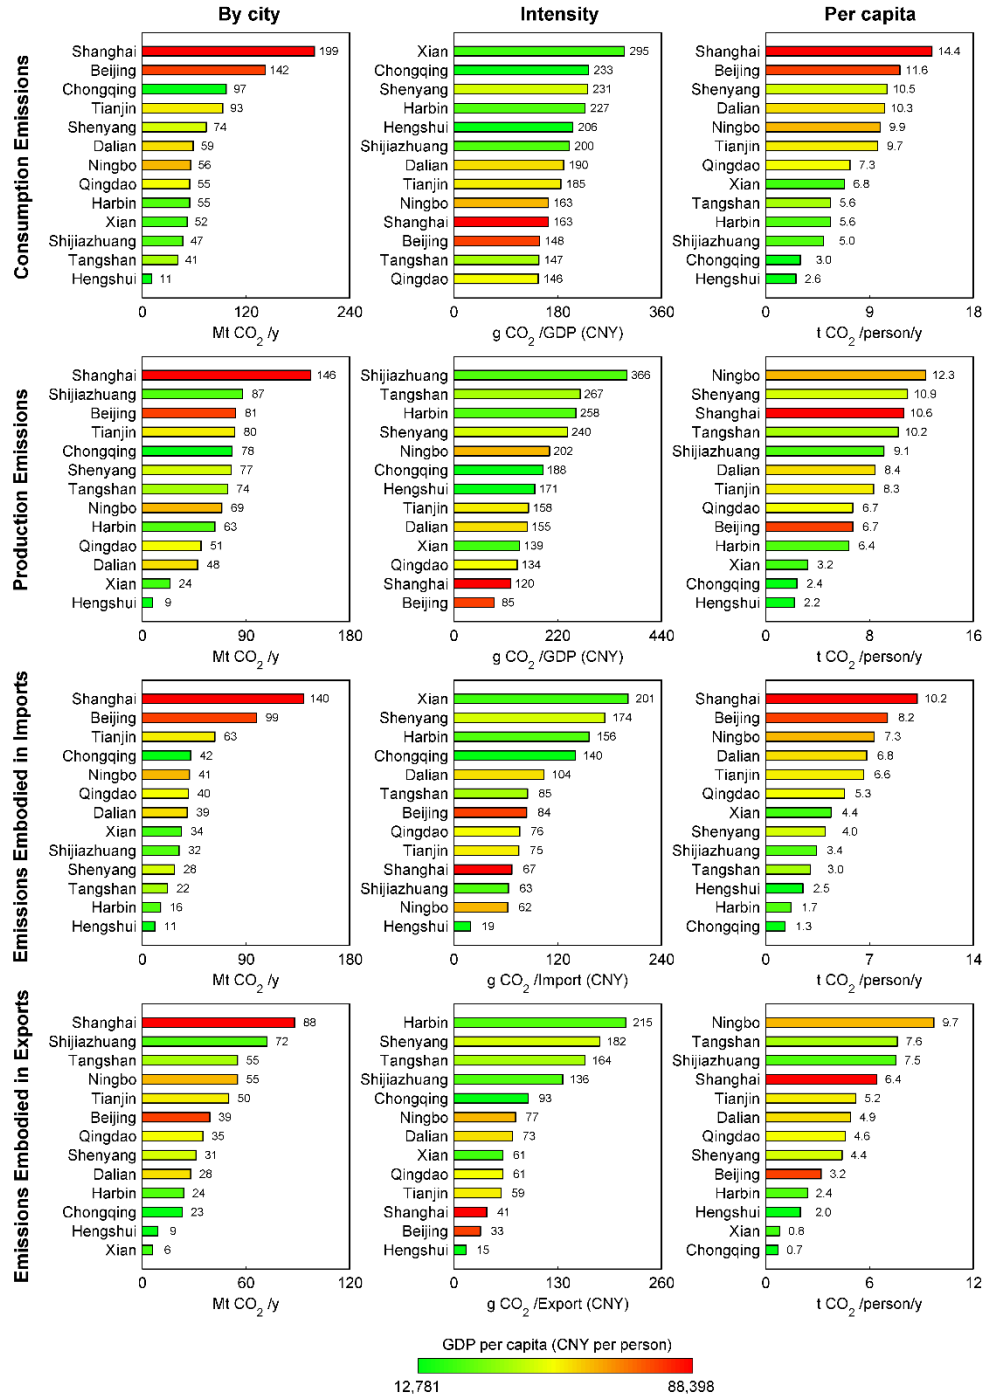 By city
Intensity
Per capita
Consumption Emissions
Shanghai 199
Beijing 142
Chongqing 97
Tianjin 93
Shenyang 74
Dalian 59
Ningbo 56
Qingdao 55
Harbin 55
Xian 52
Shijiazhuang 47
Tangshan 41
Hengshui 11
0 120 240
Mt CO2 /y
Xian 295
Chongqing 233
Shenyang 231
Harbin 227
Hengshui 206
Shijiazhuang 200
Dalian 190
Tianjin 185
Ningbo 163
Shanghai 163
Beijing 148
Tangshan 147
Qingdao 146
0 180 360
g CO2 /GDP (CNY)
Shanghai 14.4
Beijing 11.6
Shenyang 10.5
Dalian 10.3
Ningbo 9.9
Tianjin 9.7
Qingdao 7.3
Xian 6.8
Tangshan 5.6
Harbin 5.6
Shijiazhuang 5.0
Chongqing 3.0
Hengshui 2.6
0 9 18
t CO2 /person/y
Production Emissions
Shanghai 146
Shijiazhuang 87
Beijing 81
Tianjin 80
Chongqing 78
Shenyang 77
Tangshan 74
Ningbo 69
Harbin 63
Qingdao 51
Dalian 48
Xian 24
Hengshui 9
0 90 180
Mt CO2 /y
Shijiazhuang 366
Tangshan 267
Harbin 258
Shenyang 240
Ningbo 202
Chongqing 188
Hengshui 171
Tianjin 158
Dalian 155
Xian 139
Qingdao 134
Shanghai 120
Beijing 85
0 220 440
g CO2 /GDP (CNY)
Ningbo 12.3
Shenyang 10.9
Shanghai 10.6
Tangshan 10.2
Shijiazhuang 9.1
Dalian 8.4
Tianjin 8.3
Qingdao 6.7
Beijing 6.7
Harbin 6.4
Xian 3.2
Chongqing 2.4
Hengshui 2.2
0 8 16
t CO2 /person/y
Emissions Embodied in Imports
Shanghai 140
Beijing 99
Tianjin 63
Chongqing 42
Ningbo 41
Qingdao 40
Dalian 39
Xian 34
Shijiazhuang 32
Shenyang 28
Tangshan 22
Harbin 16
Hengshui 11
0 90 180
Mt CO2 /y
Xian 201
Shenyang 174
Harbin 156
Chongqing 140
Dalian 104
Tangshan 85
Beijing 84
Qingdao 76
Tianjin 75
Shanghai 67
Shijiazhuang 63
Ningbo 62
Hengshui 19
0 120 240
g CO2 /Import (CNY)
Shanghai 10.2
Beijing 8.2
Ningbo 7.3
Dalian 6.8
Tianjin 6.6
Qingdao 5.3
Xian 4.4
Shenyang 4.0
Shijiazhuang 3.4
Tangshan 3.0
Hengshui 2.5
Harbin 1.7
Chongqing 1.3
0 7 14
t CO2 /person/y
Emissions Embodied in Exports
Shanghai 88
Shijiazhuang 72
Tangshan 55
Ningbo 55
Tianjin 50
Beijing 39
Qingdao 35
Shenyang 31
Dalian 28
Harbin 24
Chongqing 23
Hengshui 9
Xian 6
0 60 120
Mt CO2 /y
Harbin 215
Shenyang 182
Tangshan 164
Shijiazhuang 136
Chongqing 93
Ningbo 77
Dalian 73
Xian 61
Qingdao 61
Tianjin 59
Shanghai 41
Beijing 33
Hengshui 15
0 130 260
g CO2 /Export (CNY)
Ningbo 9.7
Tangshan 7.6
Shijiazhuang 7.5
Shanghai 6.4
Tianjin 5.2
Dalian 4.9
Qingdao 4.6
Shenyang 4.4
Beijing 3.2
Harbin 2.4
Hengshui 2.0
Xian 0.8
Chongqing 0.7
0 6 12
t CO2 /person/y
GDP per capita (CNY per person)
12,781 88,398